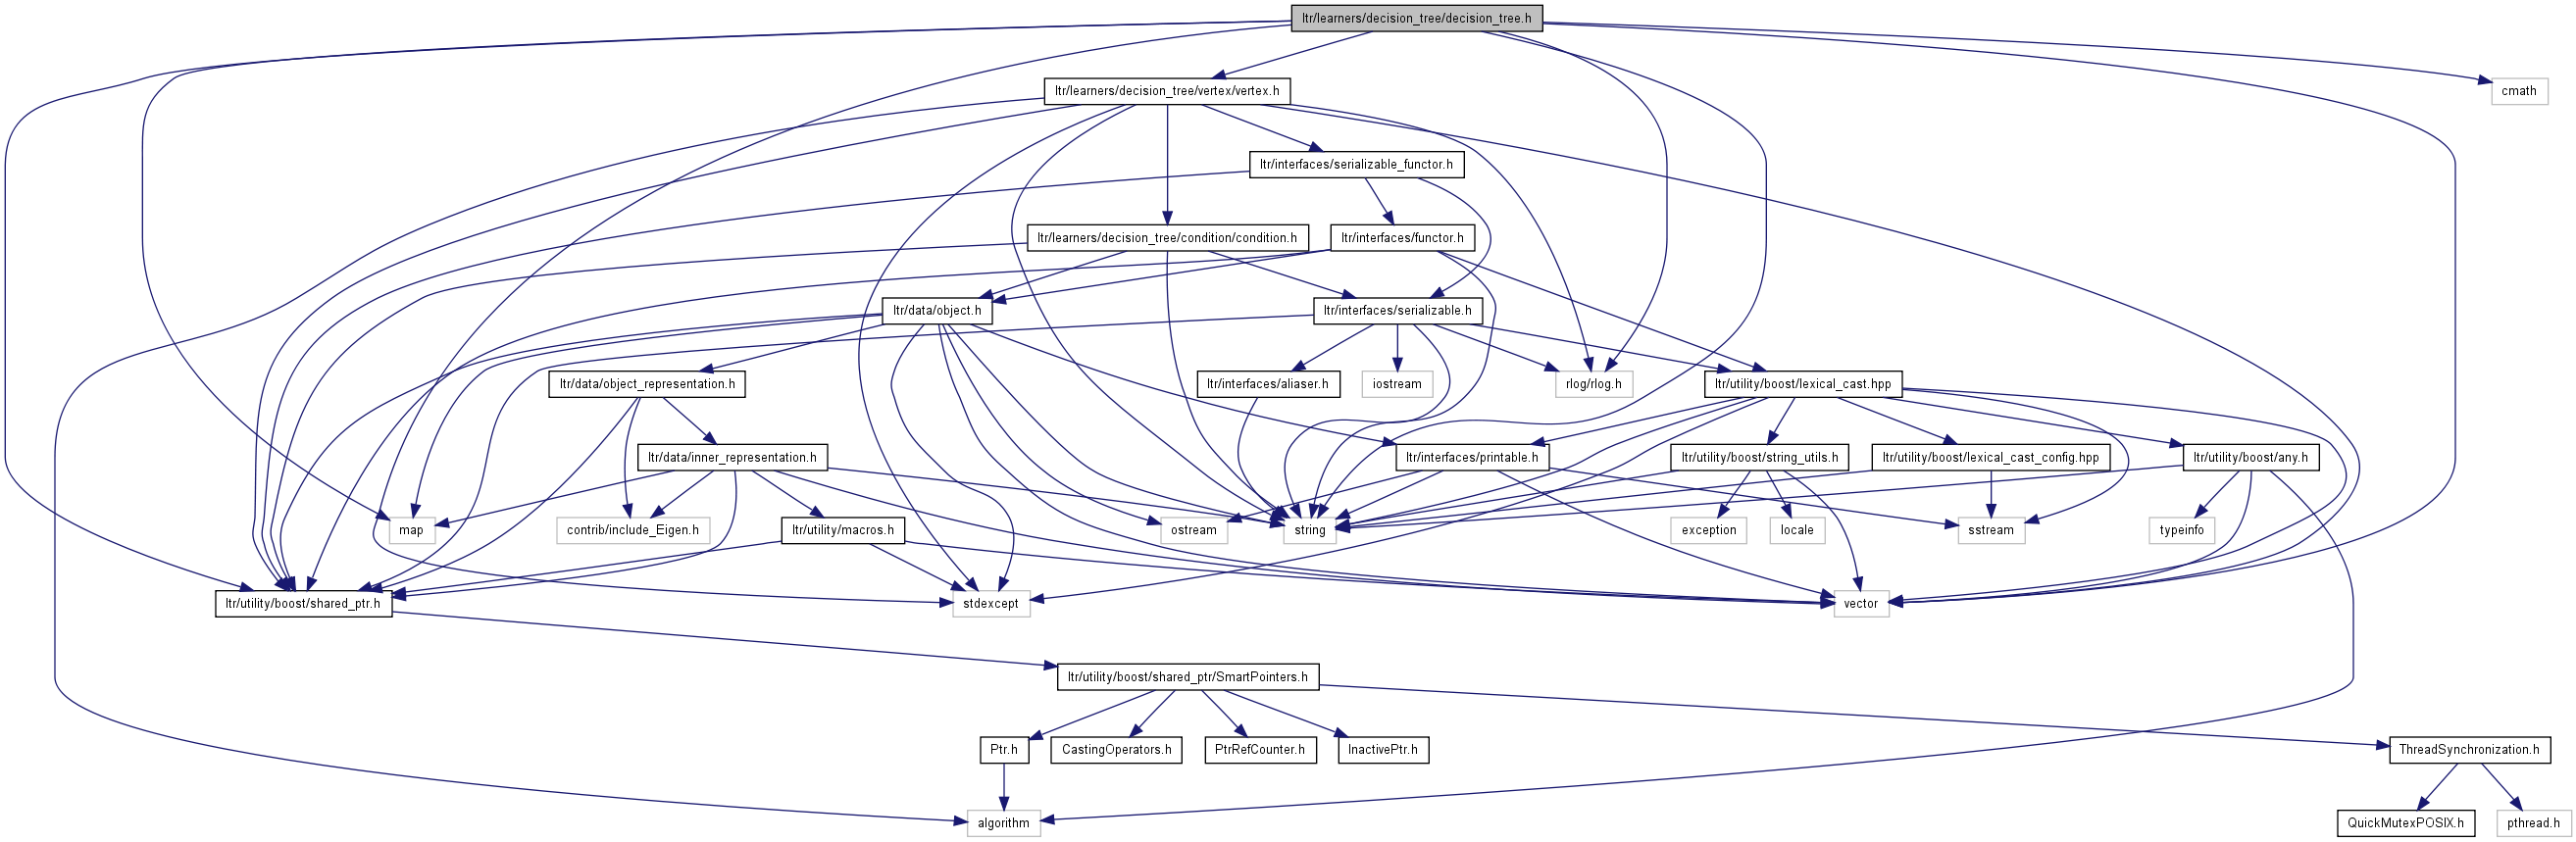 ltr/learners/decision_tree/decision_tree.h
ltr/learners/decision_tree/vertex/vertex.h
cmath
ltr/interfaces/serializable_functor.h
ltr/learners/decision_tree/condition/condition.h
ltr/interfaces/functor.h
ltr/data/object.h
ltr/interfaces/serializable.h
ltr/data/object_representation.h
ltr/interfaces/aliaser.h
iostream
rlog/rlog.h
ltr/utility/boost/lexical_cast.hpp
ltr/data/inner_representation.h
ltr/interfaces/printable.h
ltr/utility/boost/string_utils.h
ltr/utility/boost/lexical_cast_config.hpp
ltr/utility/boost/any.h
map
contrib/include_Eigen.h
ltr/utility/macros.h
ostream
string
exception
locale
sstream
typeinfo
ltr/utility/boost/shared_ptr.h
stdexcept
vector
ltr/utility/boost/shared_ptr/SmartPointers.h
Ptr.h
CastingOperators.h
PtrRefCounter.h
InactivePtr.h
ThreadSynchronization.h
algorithm
QuickMutexPOSIX.h
pthread.h